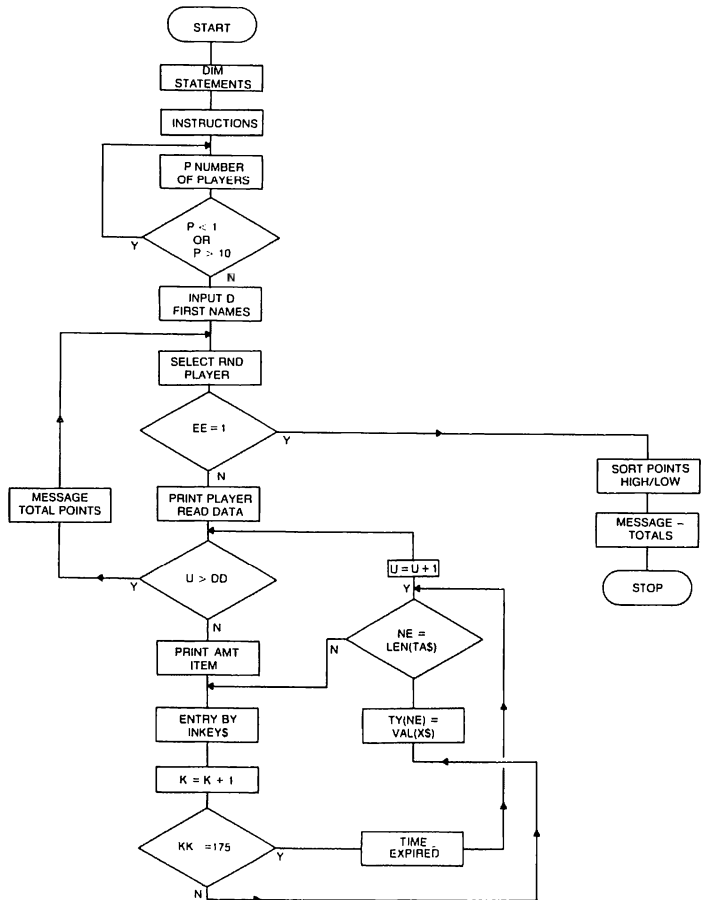 START
DIM
STATEMENTS
INSTRUCTIONS
P NUMBER
OF PLAYERS
P < 1
OR
P > 10
Y
N
INPUT D
FIRST NAMES
SELECT RND
PLAYER
EE = 1
Y
N
SORT POINTS
HIGH/LOW
MESSAGE –
TOTALS
STOP
MESSAGE
TOTAL POINTS
PRINT PLAYER
READ DATA
U > DD
Y
N
U = U + 1
Y
NE =
LEN(TA$)
N
PRINT AMT
ITEM
ENTRY BY
INKEY$
TY(NE) =
VAL(X$)
K = K + 1
KK =175
Y
N
TIME
EXPIRED